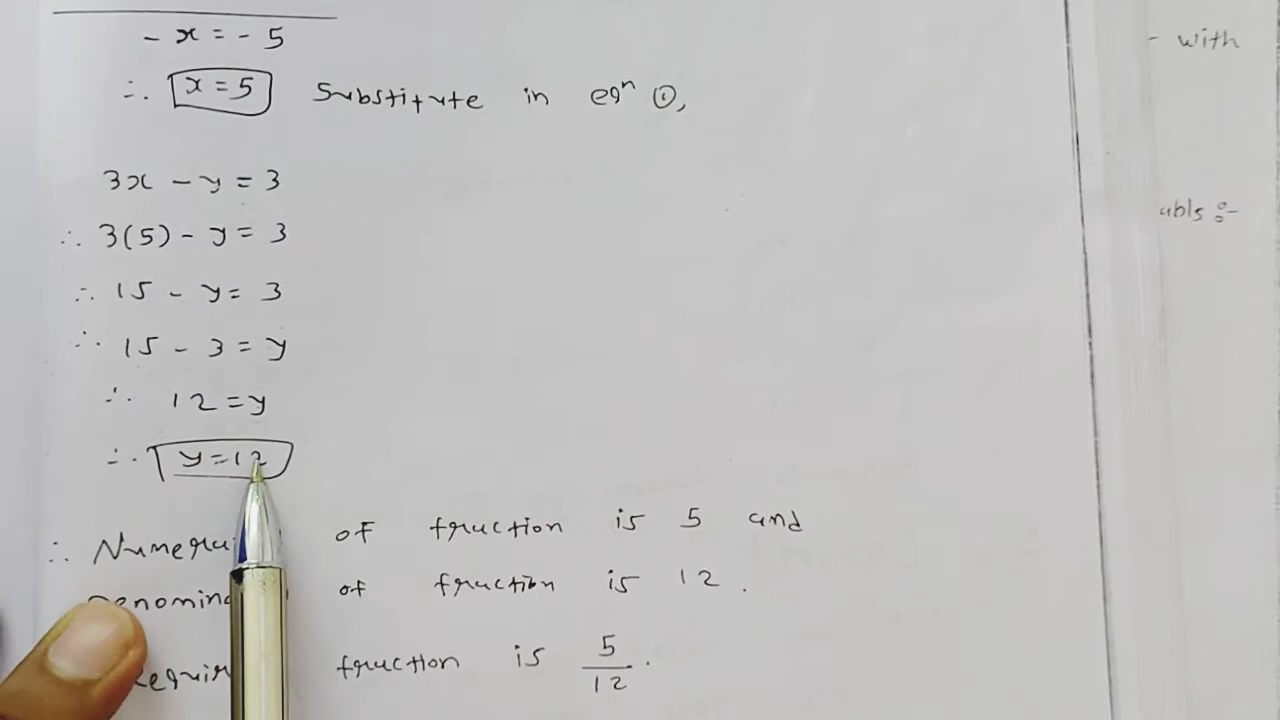 - x = - 5
∴ x = 5 Substitute in eqⁿ ①,
3x - y = 3
∴ 3(5) - y = 3
∴ 15 - y = 3
∴ 15 - 3 = y
∴ 12 = y
∴ y = 12
∴ of fraction is 5 and
of fraction is 12 .
fraction is 5/12 .
with